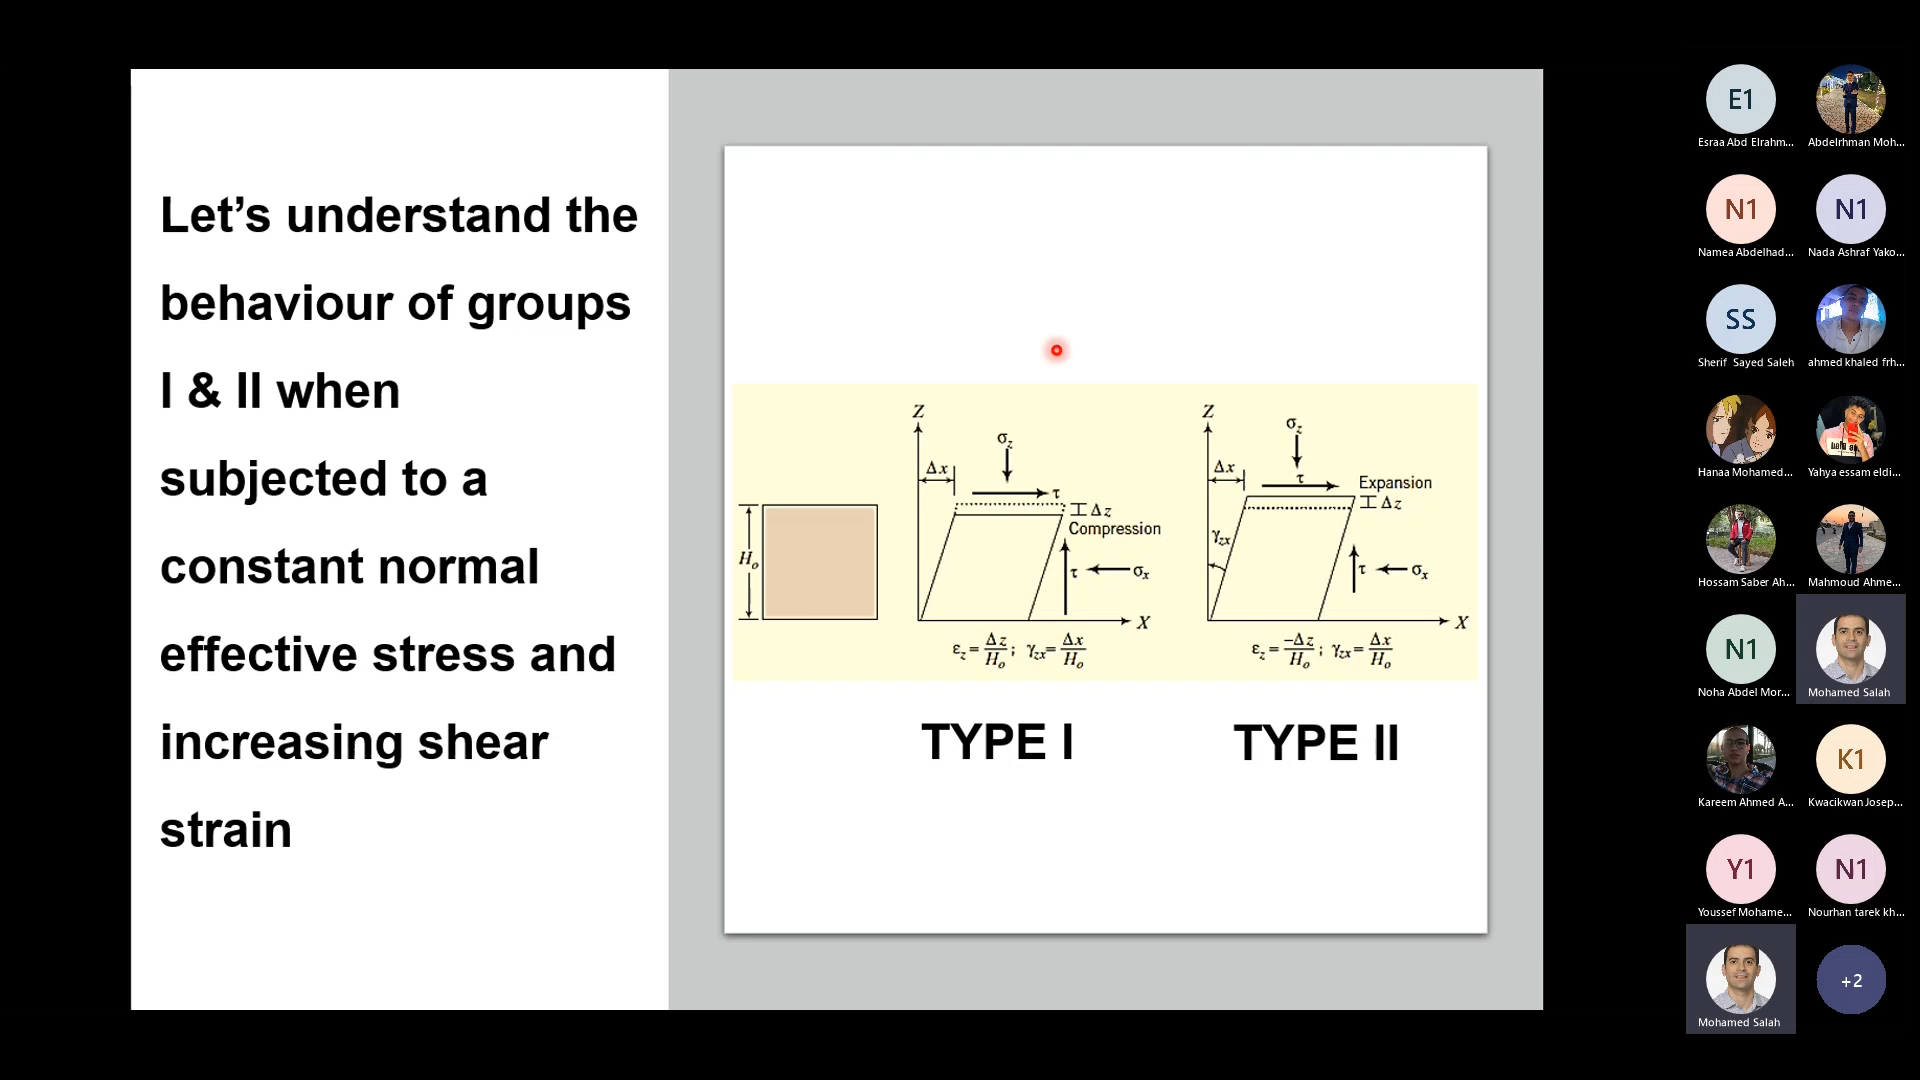 Let’s understand the
behaviour of groups
I & II when
subjected to a
constant normal
effective stress and
increasing shear
strain
Hₒ
Z
σz
Δx
τ
Δz
Compression
τ
σx
X
εz = Δz/Hₒ ; γzx = Δx/Hₒ
TYPE I
Z
σz
Δx
τ
Expansion
Δz
γzx
τ
σx
X
εz = −Δz/Hₒ ; γzx = Δx/Hₒ
TYPE II
E1
Esraa Abd Elrahm...
Abdelrhman Moh...
N1
Namea Abdelhad...
N1
Nada Ashraf Yako...
SS
Sherif Sayed Saleh
ahmed khaled frh...
Hanaa Mohamed...
Yahya essam eldi...
Hossam Saber Ah...
Mahmoud Ahme...
N1
Noha Abdel Mor...
Mohamed Salah
Kareem Ahmed A...
K1
Kwacikwan Josep...
Y1
Youssef Mohame...
N1
Nourhan tarek kh...
Mohamed Salah
+2